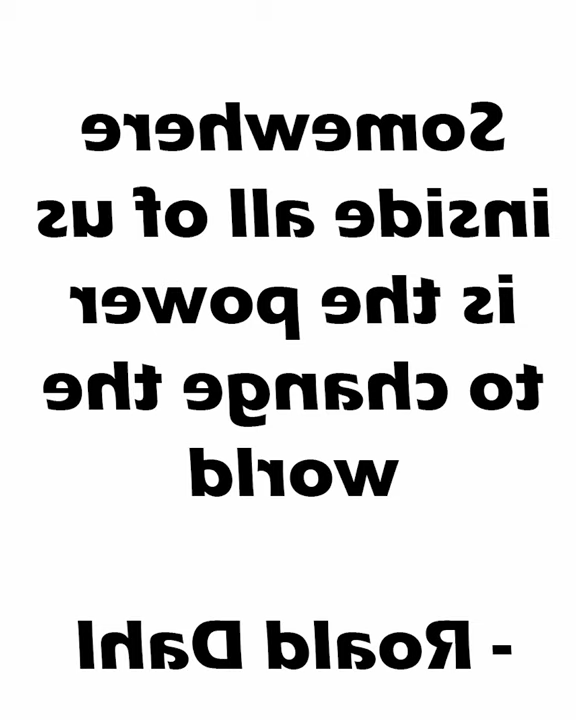 Somewhere
inside all of us
is the power
to change the
world
- Roald Dahl